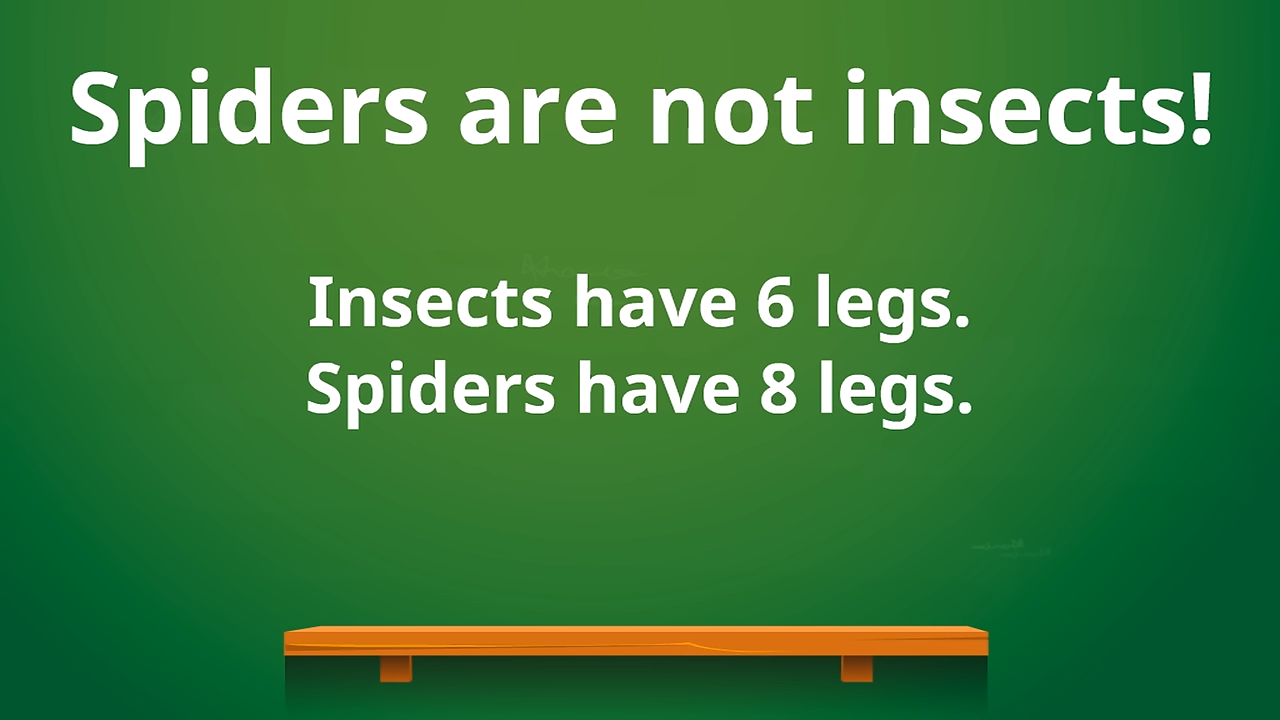 Spiders are not insects!
Insects have 6 legs.
Spiders have 8 legs.